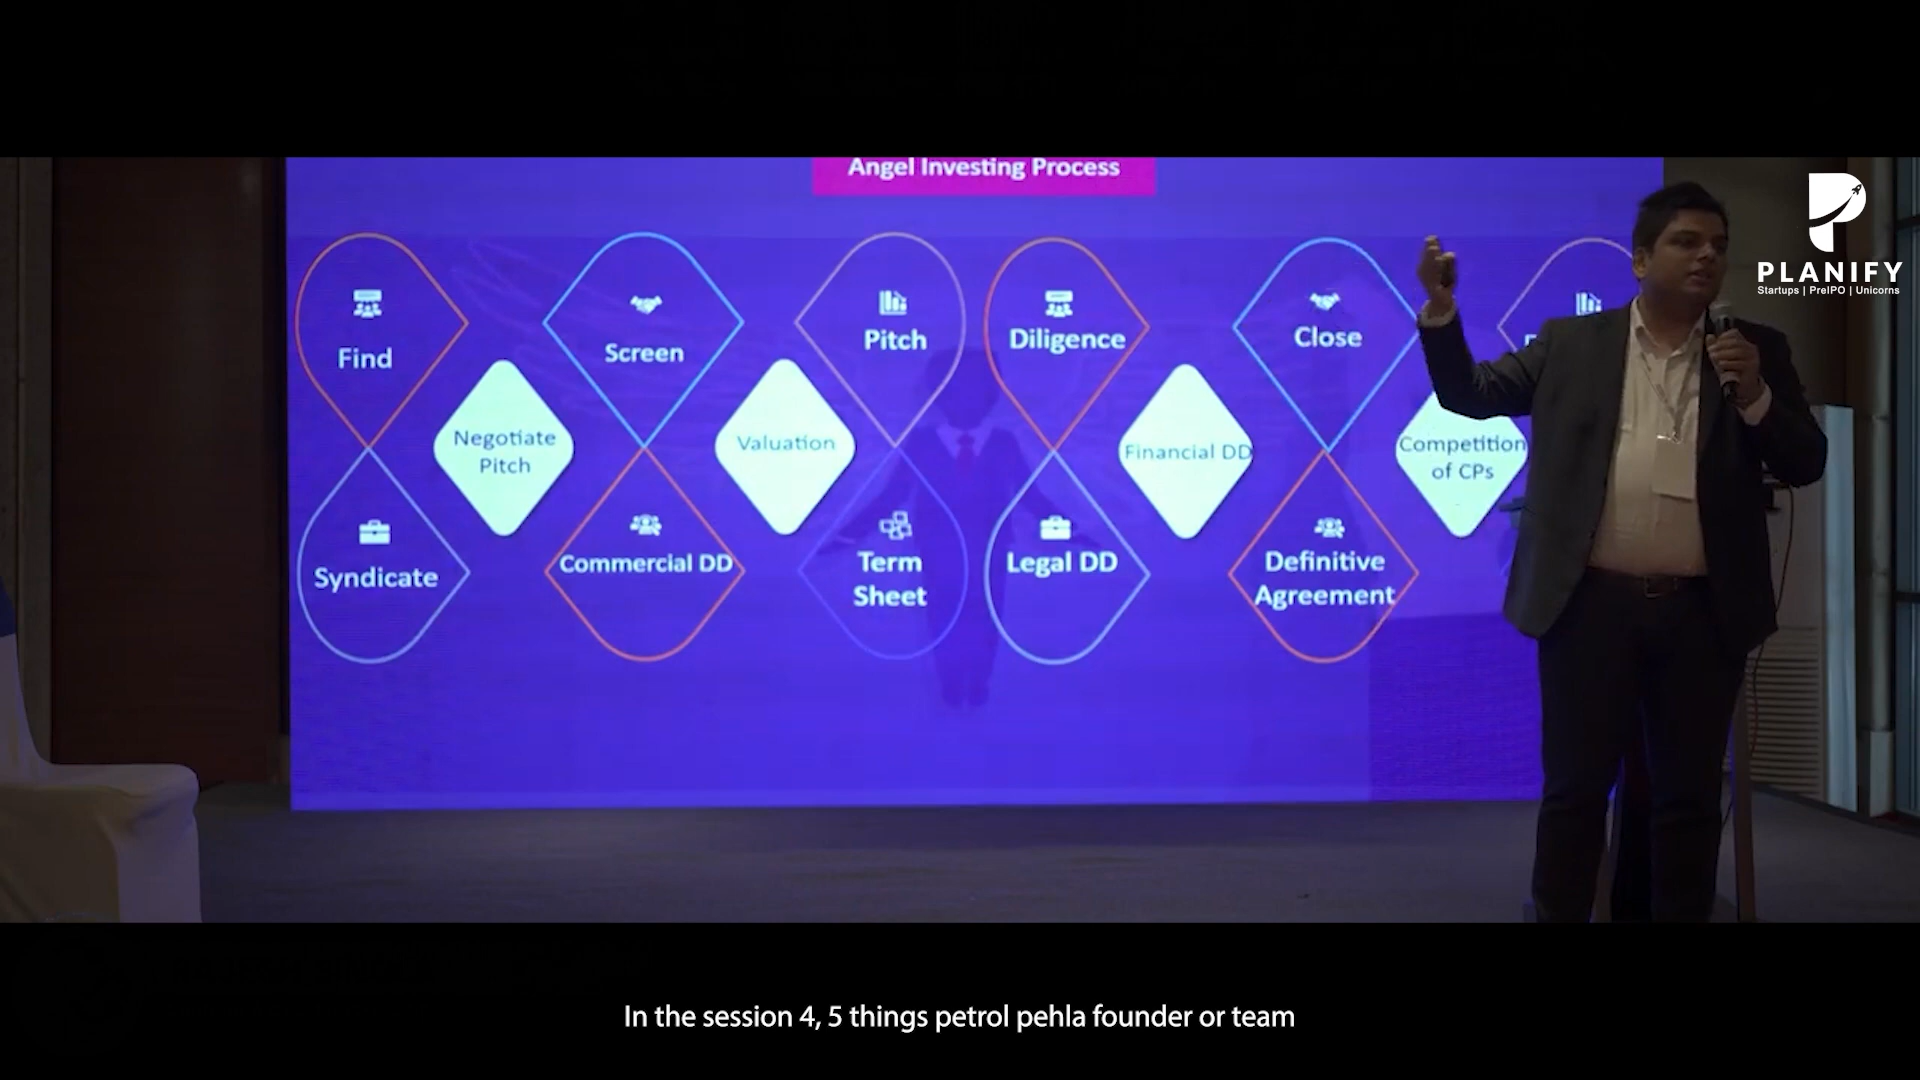 Angel Investing Process
PLANIFY
Startups | PreIPO | Unicorns
Find
Screen
Pitch
Diligence
Close
Negotiate
Pitch
Valuation
Financial DD
Competition
of CPs
Syndicate
Commercial DD
Term
Sheet
Legal DD
Definitive
Agreement
In the session 4, 5 things petrol pehla founder or team